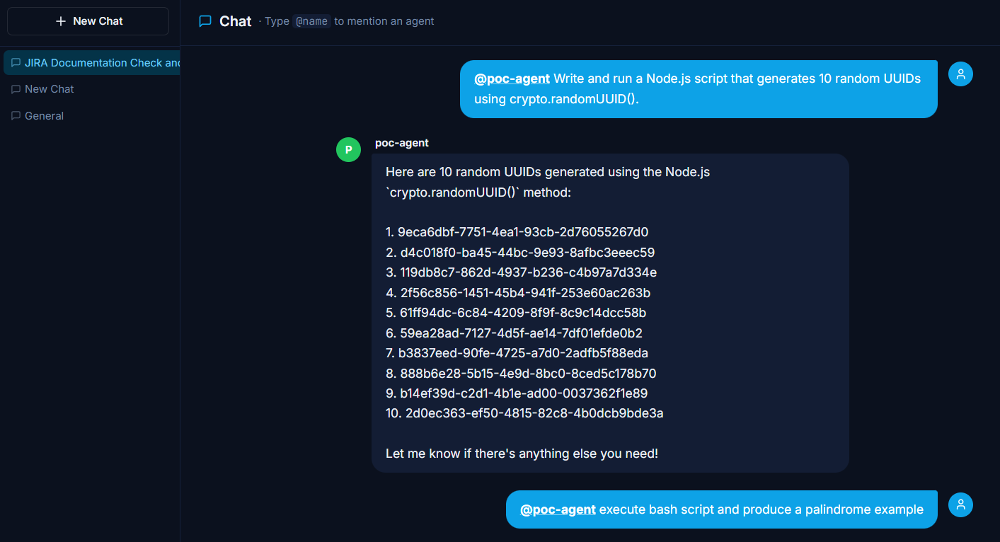 New Chat
JIRA Documentation Check and
New Chat
General
Chat · Type @name to mention an agent
@poc-agent Write and run a Node.js script that generates 10 random UUIDs
using crypto.randomUUID().
P
poc-agent
Here are 10 random UUIDs generated using the Node.js
`crypto.randomUUID()` method:
1. 9eca6dbf-7751-4ea1-93cb-2d76055267d0
2. d4c018f0-ba45-44bc-9e93-8afbc3eeec59
3. 119db8c7-862d-4937-b236-c4b97a7d334e
4. 2f56c856-1451-45b4-941f-253e60ac263b
5. 61ff94dc-6c84-4209-8f9f-8c9c14dcc58b
6. 59ea28ad-7127-4d5f-ae14-7df01efde0b2
7. b3837eed-90fe-4725-a7d0-2adfb5f88eda
8. 888b6e28-5b15-4e9d-8bc0-8ced5c178b70
9. b14ef39d-c2d1-4b1e-ad00-0037362f1e89
10. 2d0ec363-ef50-4815-82c8-4b0dcb9bde3a
Let me know if there's anything else you need!
@poc-agent execute bash script and produce a palindrome example